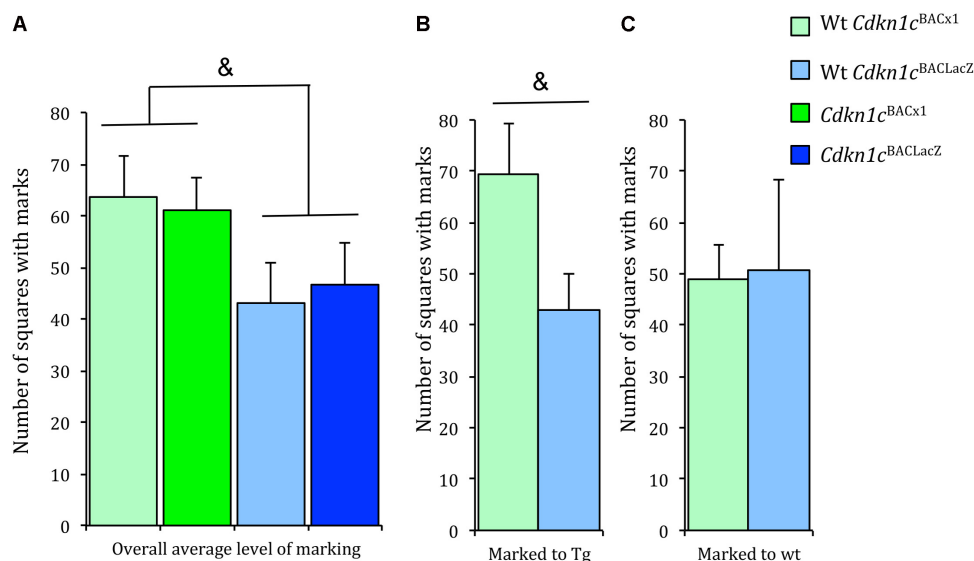 A
B
C
Wt Cdkn1c^BACx1
Wt Cdkn1c^BACLacZ
Cdkn1c^BACx1
Cdkn1c^BACLacZ
&
Number of squares with marks
80
70
60
50
40
30
20
10
0
Overall average level of marking
&
Number of squares with marks
80
70
60
50
40
30
20
10
0
Marked to Tg
Number of squares with marks
80
70
60
50
40
30
20
10
0
Marked to wt